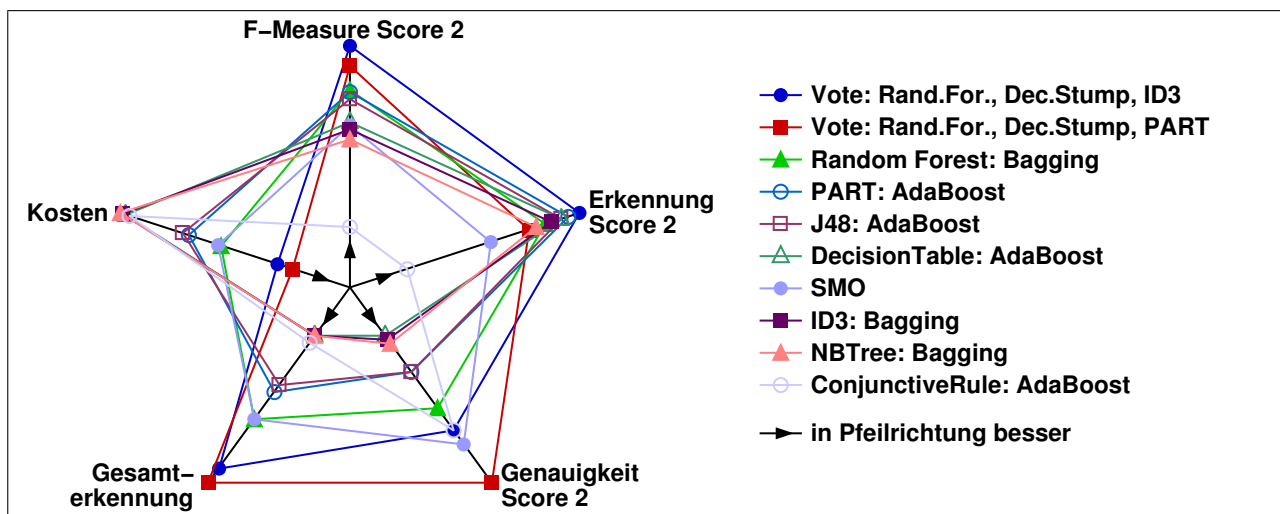 F−Measure Score 2
Erkennung
Score 2
Kosten
Gesamt−
erkennung
Genauigkeit
Score 2
Vote: Rand.For., Dec.Stump, ID3
Vote: Rand.For., Dec.Stump, PART
Random Forest: Bagging
PART: AdaBoost
J48: AdaBoost
DecisionTable: AdaBoost
SMO
ID3: Bagging
NBTree: Bagging
ConjunctiveRule: AdaBoost
in Pfeilrichtung besser